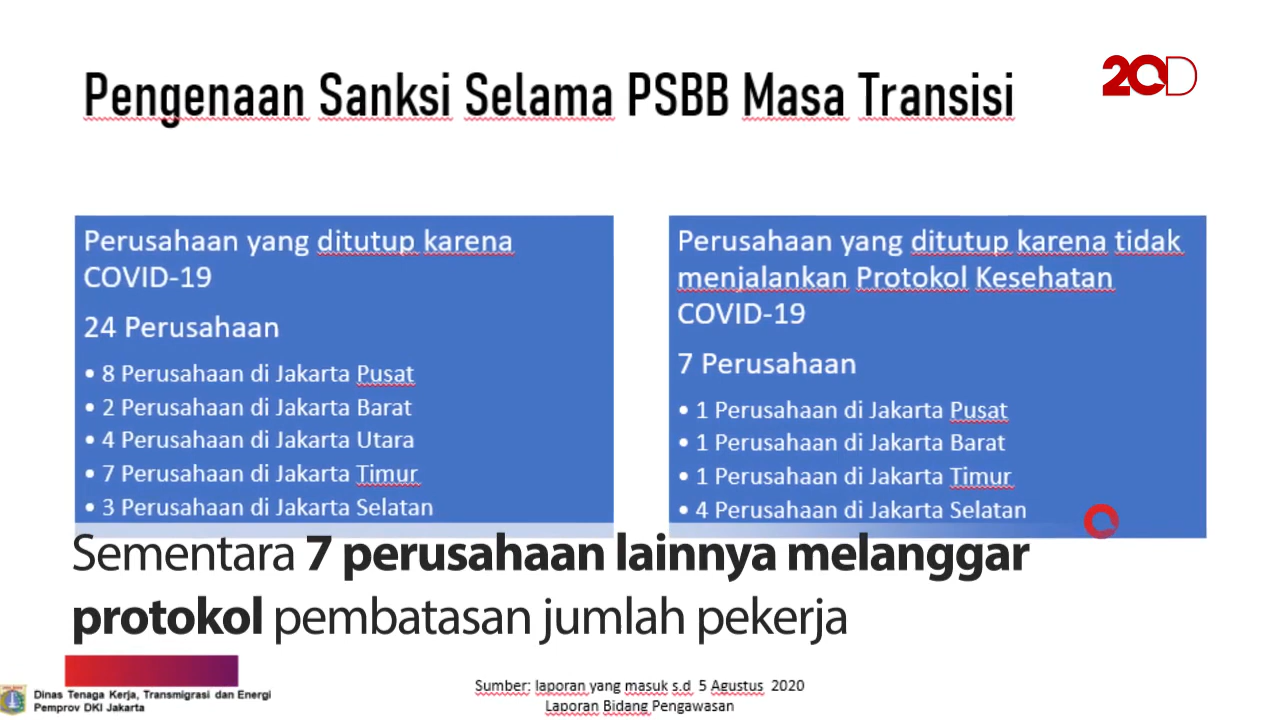 Pengenaan Sanksi Selama PSBB Masa Transisi
20D
Perusahaan yang ditutup karena
COVID-19
24 Perusahaan
• 8 Perusahaan di Jakarta Pusat
• 2 Perusahaan di Jakarta Barat
• 4 Perusahaan di Jakarta Utara
• 7 Perusahaan di Jakarta Timur
• 3 Perusahaan di Jakarta Selatan
Perusahaan yang ditutup karena tidak
menjalankan Protokol Kesehatan
COVID-19
7 Perusahaan
• 1 Perusahaan di Jakarta Pusat
• 1 Perusahaan di Jakarta Barat
• 1 Perusahaan di Jakarta Timur
• 4 Perusahaan di Jakarta Selatan
Sementara 7 perusahaan lainnya melanggar
protokol pembatasan jumlah pekerja
Dinas Tenaga Kerja, Transmigrasi dan Energi
Pemprov DKI Jakarta
Sumber: laporan yang masuk s.d 5 Agustus 2020
Laporan Bidang Pengawasan